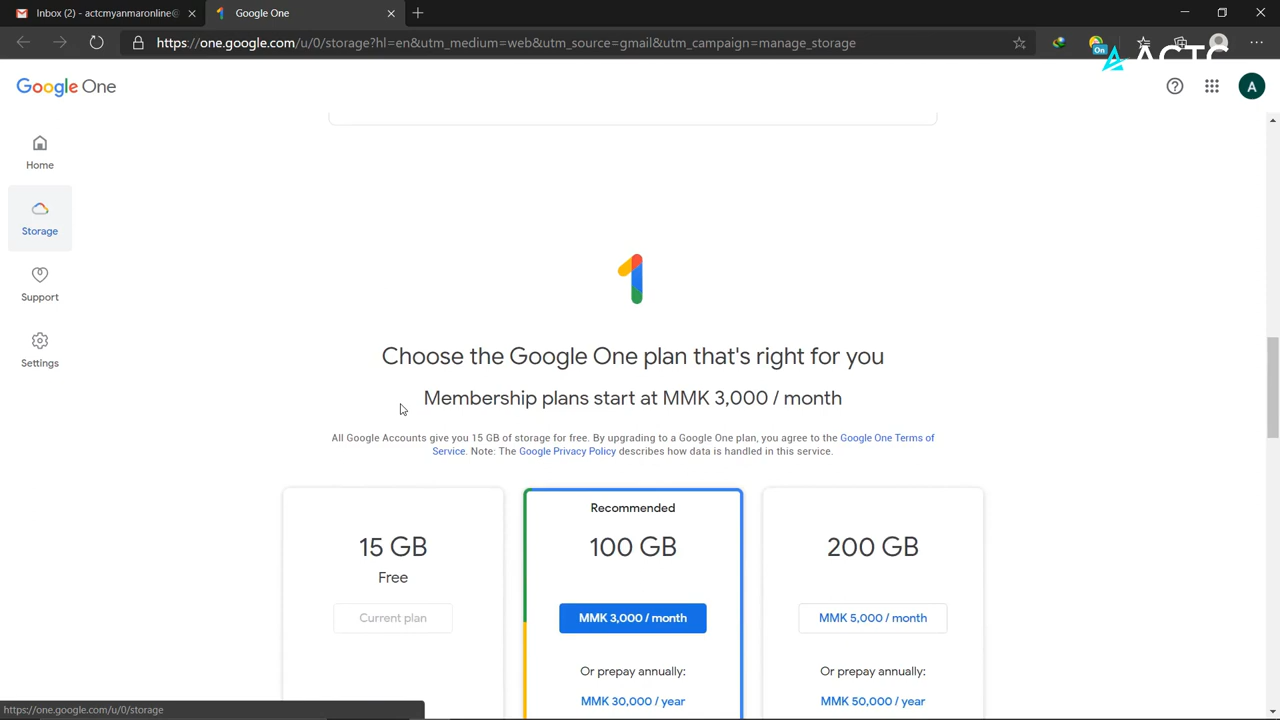 Inbox (2) - actcmyanmaronline@
Google One
https://one.google.com/u/0/storage?hl=en&utm_medium=web&utm_source=gmail&utm_campaign=manage_storage
On
ACTC
Google One
A
Home
Storage
Support
Settings
Choose the Google One plan that's right for you
Membership plans start at MMK 3,000 / month
All Google Accounts give you 15 GB of storage for free. By upgrading to a Google One plan, you agree to the Google One Terms of
Service. Note: The Google Privacy Policy describes how data is handled in this service.
15 GB
Free
Current plan
Recommended
100 GB
MMK 3,000 / month
Or prepay annually:
MMK 30,000 / year
200 GB
MMK 5,000 / month
Or prepay annually:
MMK 50,000 / year
https://one.google.com/u/0/storage